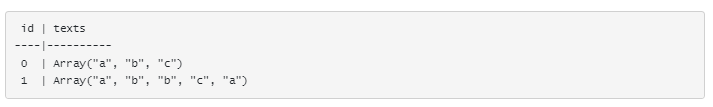 id | texts
----|----------
0 | Array("a", "b", "c")
1 | Array("a", "b", "b", "c", "a")